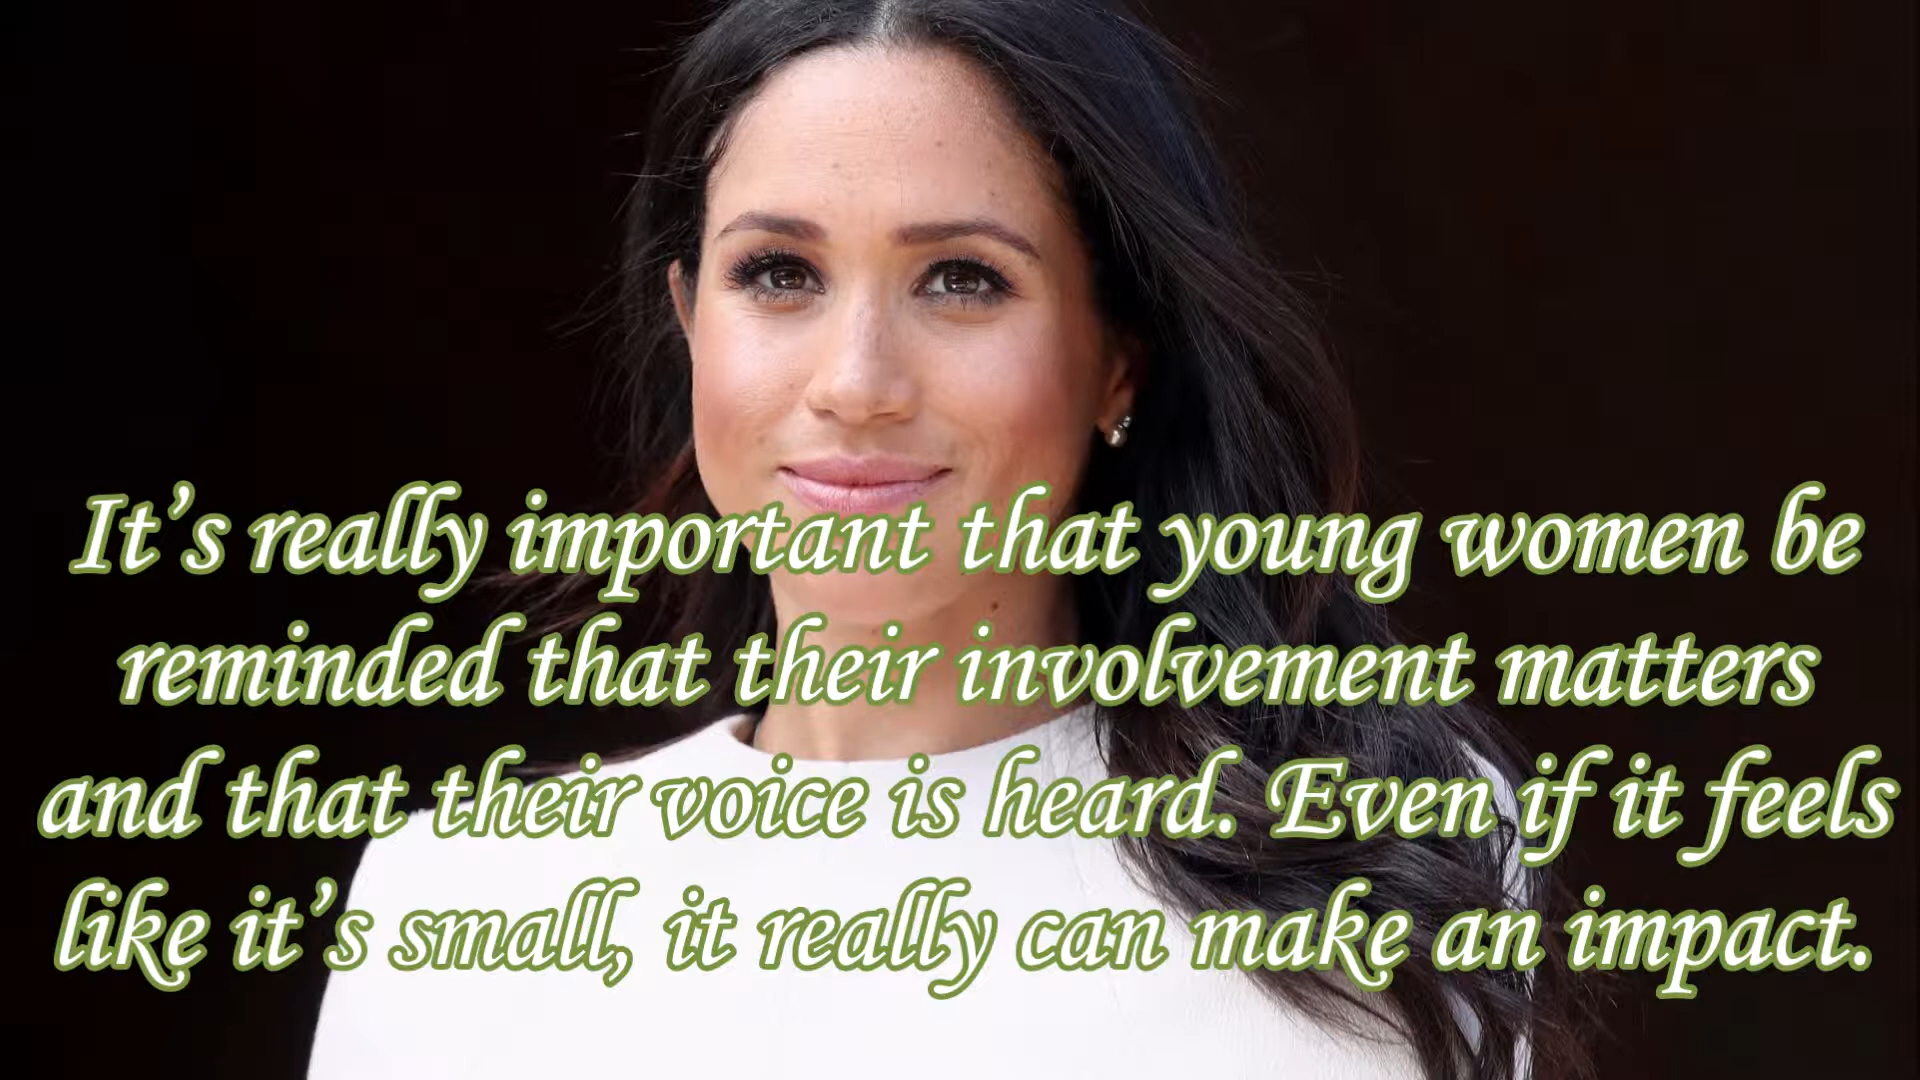 It’s really important that young women be
reminded that their involvement matters
and that their voice is heard. Even if it feels
like it’s small, it really can make an impact.